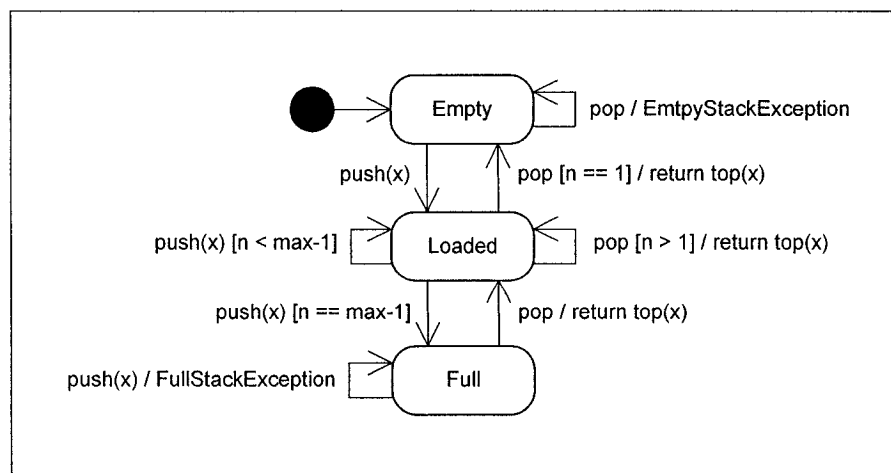 Empty
pop / EmtpyStackException
push(x)
pop [n == 1] / return top(x)
push(x) [n < max-1]
Loaded
pop [n > 1] / return top(x)
push(x) [n == max-1]
pop / return top(x)
push(x) / FullStackException
Full